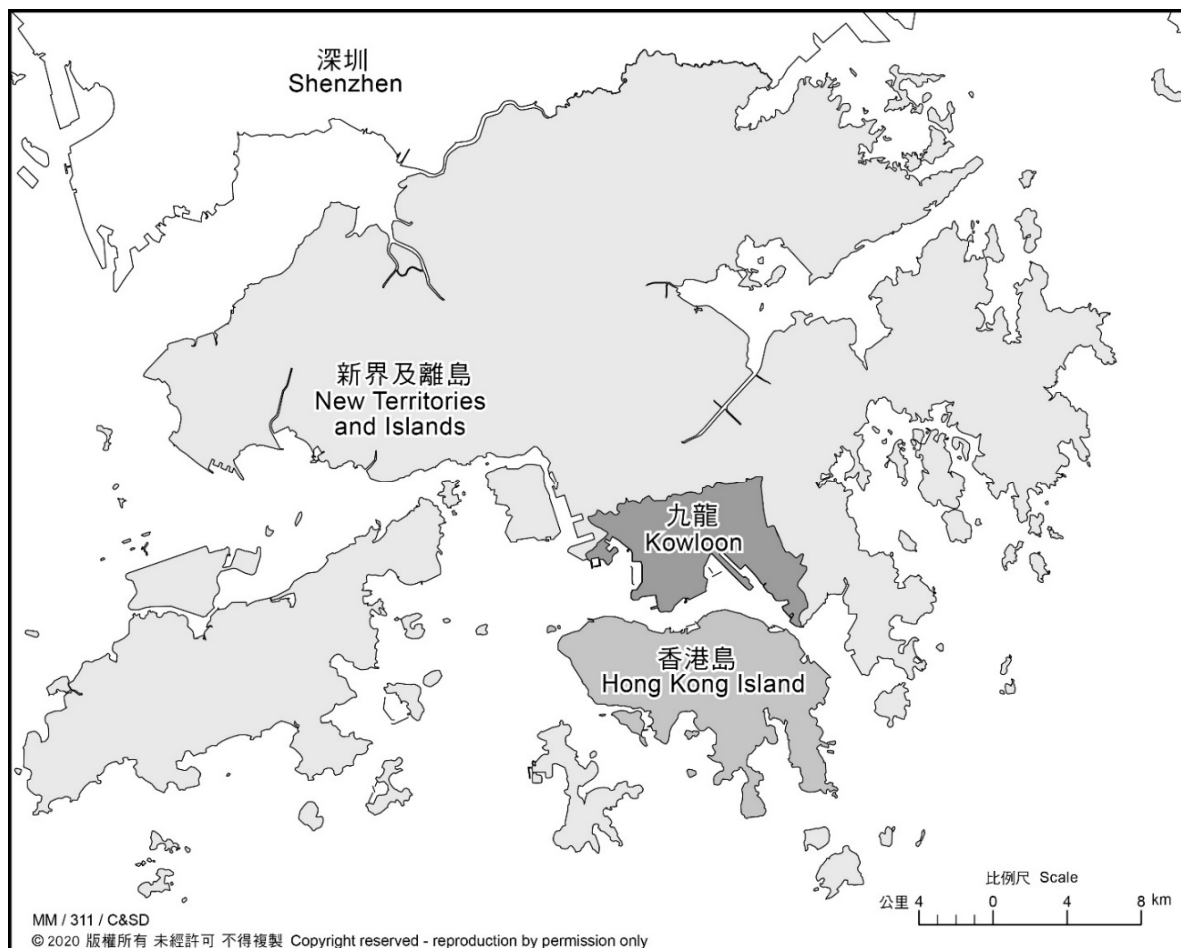 深圳
Shenzhen
新界及離島
New Territories
and Islands
九龍
Kowloon
香港島
Hong Kong Island
比例尺 Scale
公里 4 0 4 8 km
MM / 311 / C&SD
© 2020 版權所有 未經許可 不得複製 Copyright reserved - reproduction by permission only